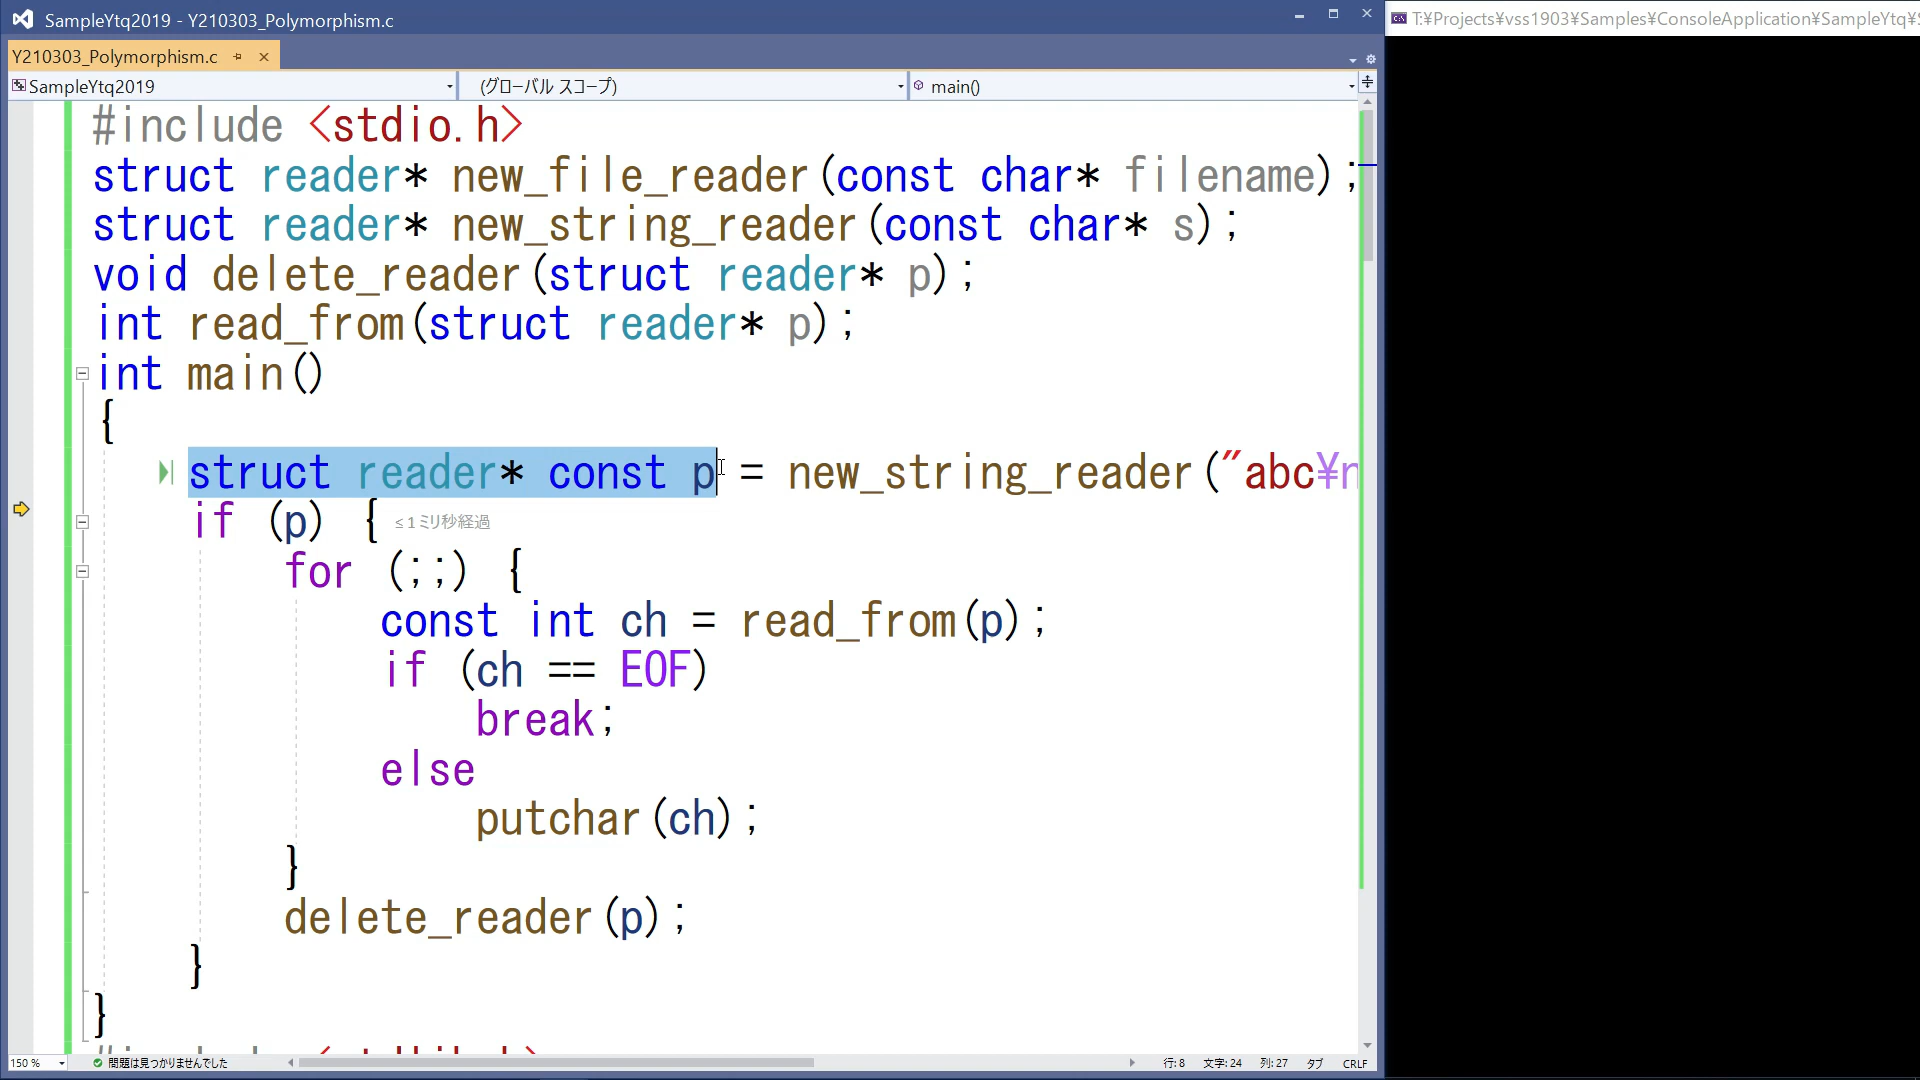 SampleYtq2019 - Y210303_Polymorphism.c
T:¥Projects¥vss1903¥Samples¥ConsoleApplication¥SampleYtq¥S
Y210303_Polymorphism.c
SampleYtq2019 (グローバル スコープ) main()
#include <stdio.h>
struct reader* new_file_reader(const char* filename);
struct reader* new_string_reader(const char* s);
void delete_reader(struct reader* p);
int read_from(struct reader* p);
int main()
{
struct reader* const p = new_string_reader("abc¥n
if (p) { ≤ 1 ミリ秒経過
for (;;) {
const int ch = read_from(p);
if (ch == EOF)
break;
else
putchar(ch);
}
delete_reader(p);
}
}
150 % 問題は見つかりませんでした 行: 8 文字: 24 列: 27 タブ CRLF